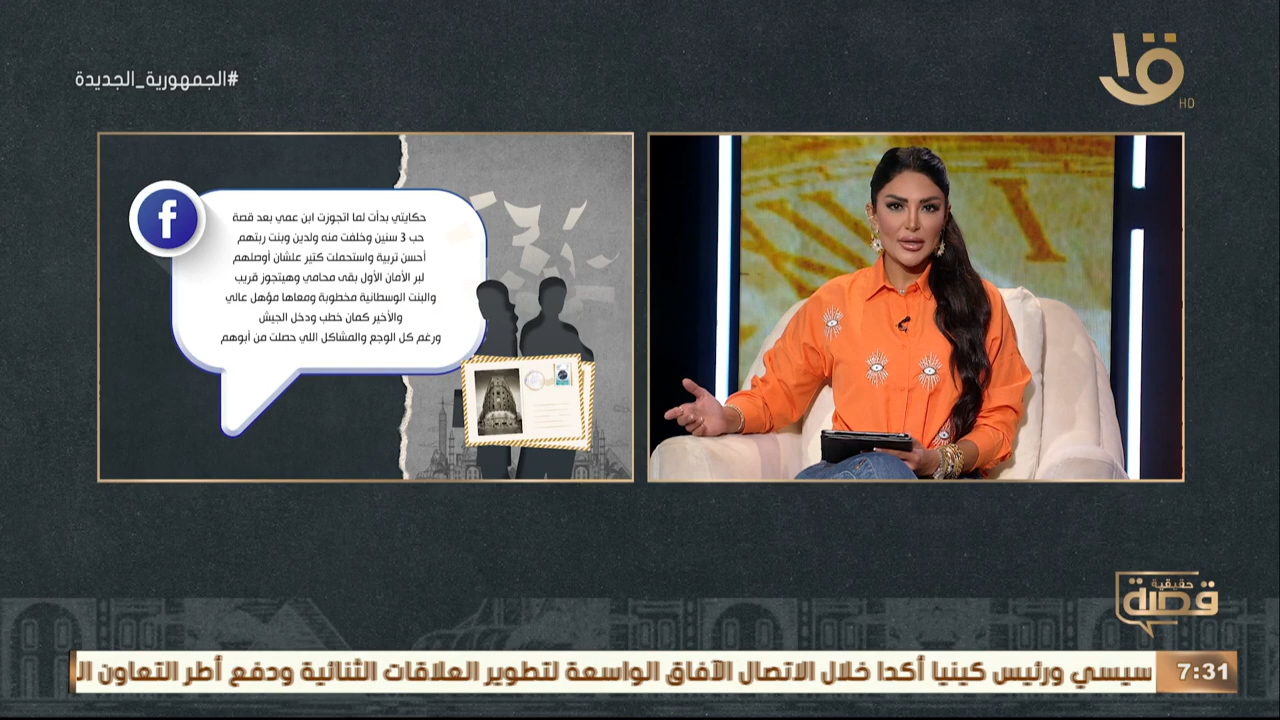 #الجمهورية_الجديدة
HD
f
حكايتي بدأت لما اتجوزت ابن عمي بعد قصة
حب 3 سنين وخلفت منه ولدين وبنت ربتهم
أحسن تربية واستحملت كتير علشان أوصلهم
لبر الأمان الأول بقى محامي وهيتجوز قريب
والبنت الوسطانية مخطوبة ومعاها مؤهل عالي
والأخير كمان خطب ودخل الجيش
ورغم كل الوجع والمشاكل اللي حصلت من أبوهم
قصة
حقيقية
7:31
سيسي ورئيس كينيا أكدا خلال الاتصال الآفاق الواسعة لتطوير العلاقات الثنائية ودفع أطر التعاون ال